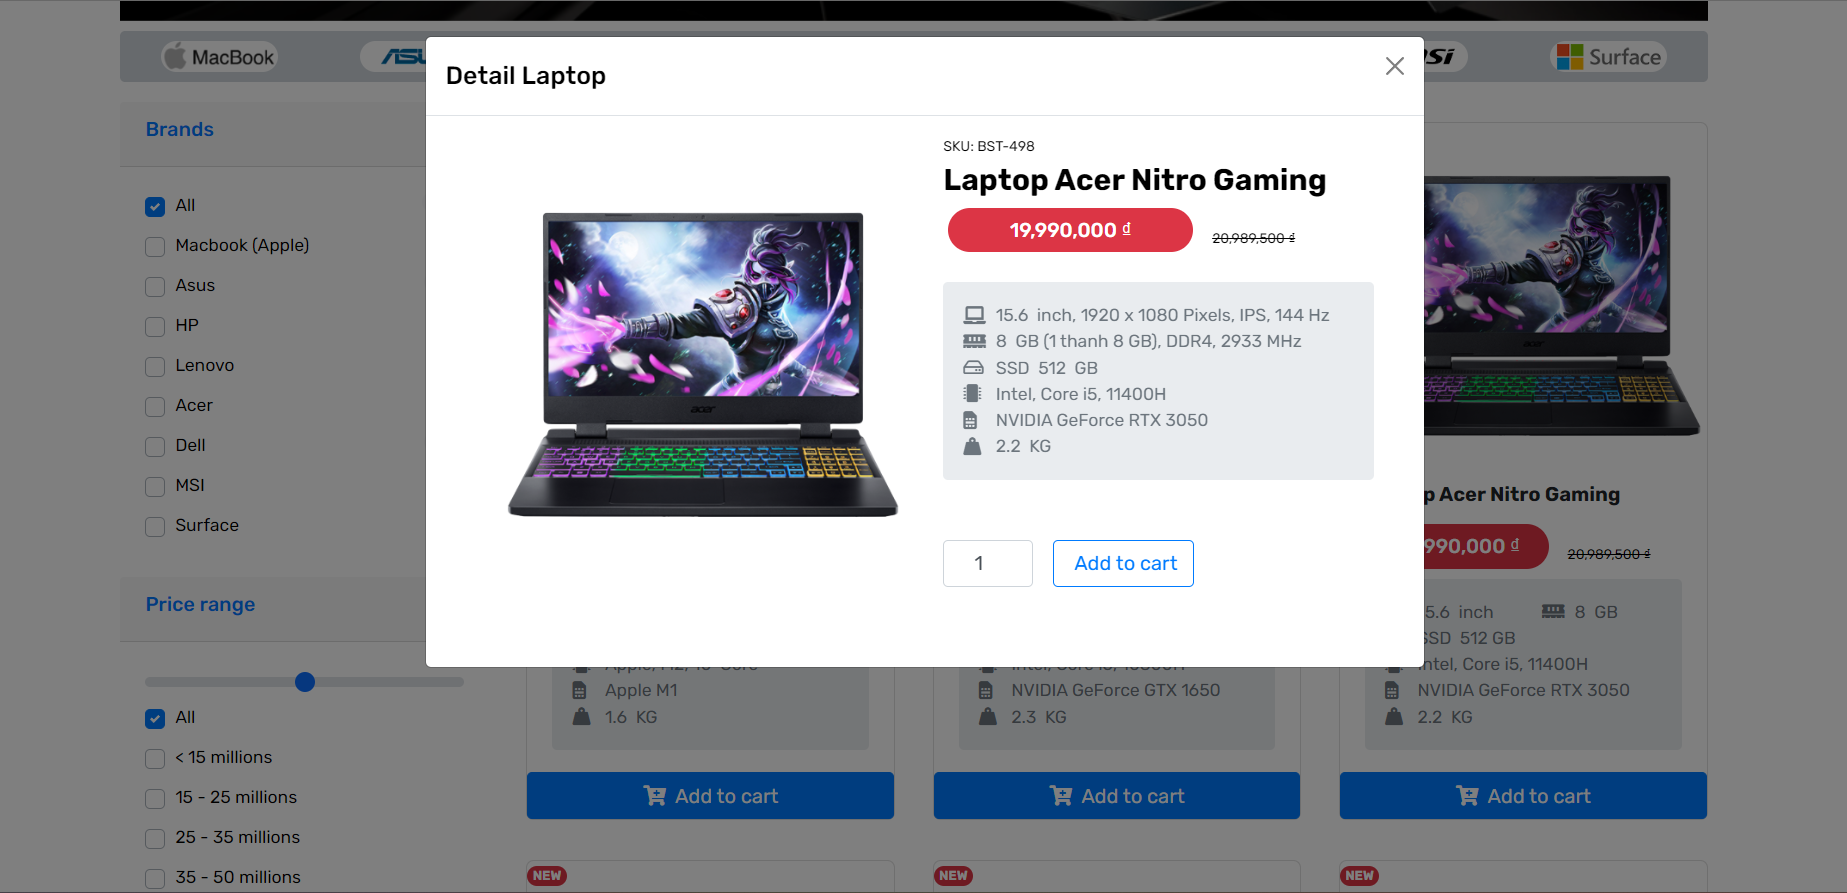 MacBook
ASU
si
Surface
Detail Laptop
Brands
All
Macbook (Apple)
Asus
HP
Lenovo
Acer
Dell
MSI
Surface
Price range
All
< 15 millions
15 - 25 millions
25 - 35 millions
35 - 50 millions
acer
SKU: BST-498
Laptop Acer Nitro Gaming
19,990,000 ₫
20,989,500 ₫
15.6 inch, 1920 x 1080 Pixels, IPS, 144 Hz
8 GB (1 thanh 8 GB), DDR4, 2933 MHz
SSD 512 GB
Intel, Core i5, 11400H
NVIDIA GeForce RTX 3050
2.2 KG
1
Add to cart
Apple M1
1.6 KG
Add to cart
NEW
NVIDIA GeForce GTX 1650
2.3 KG
Add to cart
NEW
acer
p Acer Nitro Gaming
990,000 ₫
20,989,500 ₫
5.6 inch
8 GB
SSD 512 GB
ntel, Core i5, 11400H
NVIDIA GeForce RTX 3050
2.2 KG
Add to cart
NEW